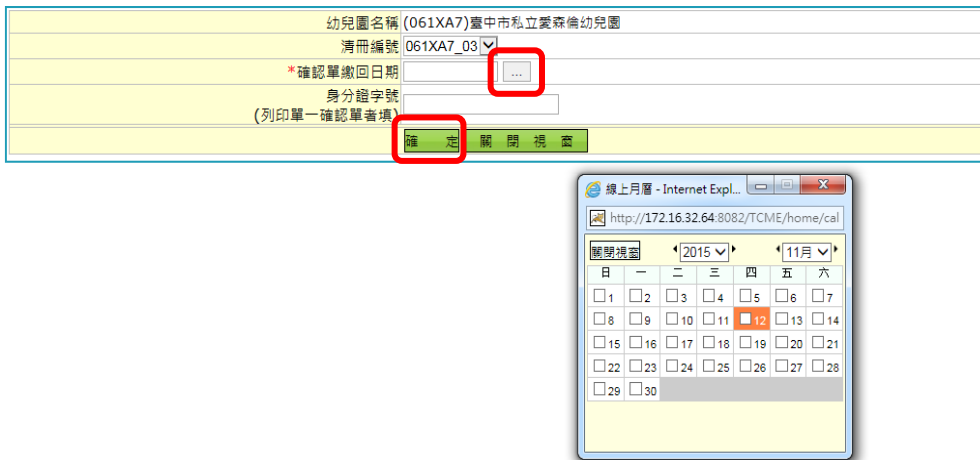 幼兒園名稱 (061XA7)臺中市私立愛森倫幼兒園
清冊編號 061XA7_03
*確認單繳回日期 ...
身分證字號
(列印單一確認單者填)
確 定 關 閉 視 窗
線上月曆 - Internet Expl...
http://172.16.32.64:8082/TCME/home/cal
關閉視窗 2015 11月
日 一 二 三 四 五 六
1 2 3 4 5 6 7
8 9 10 11 12 13 14
15 16 17 18 19 20 21
22 23 24 25 26 27 28
29 30